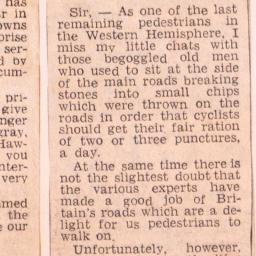 has
r in
owns
prise
ser-
d by
cum-
pri-
give
nger
gray,
Haw-
you
nter-
very
med
the
e our
Sir, — As one of the last
remaining pedestrians in
the Western Hemisphere, I
miss my little chats with
those begoggled old men
who used to sit at the side
of the main roads breaking
stones into small chips
which were thrown on the
roads in order that cyclists
should get their fair ration
of two or three punctures,
a day.
At the same time there is
not the slightest doubt that
the various experts have
made a good job of Bri-
tain's roads which are a de-
light for us pedestrians to
walk on.
Unfortunately, however,